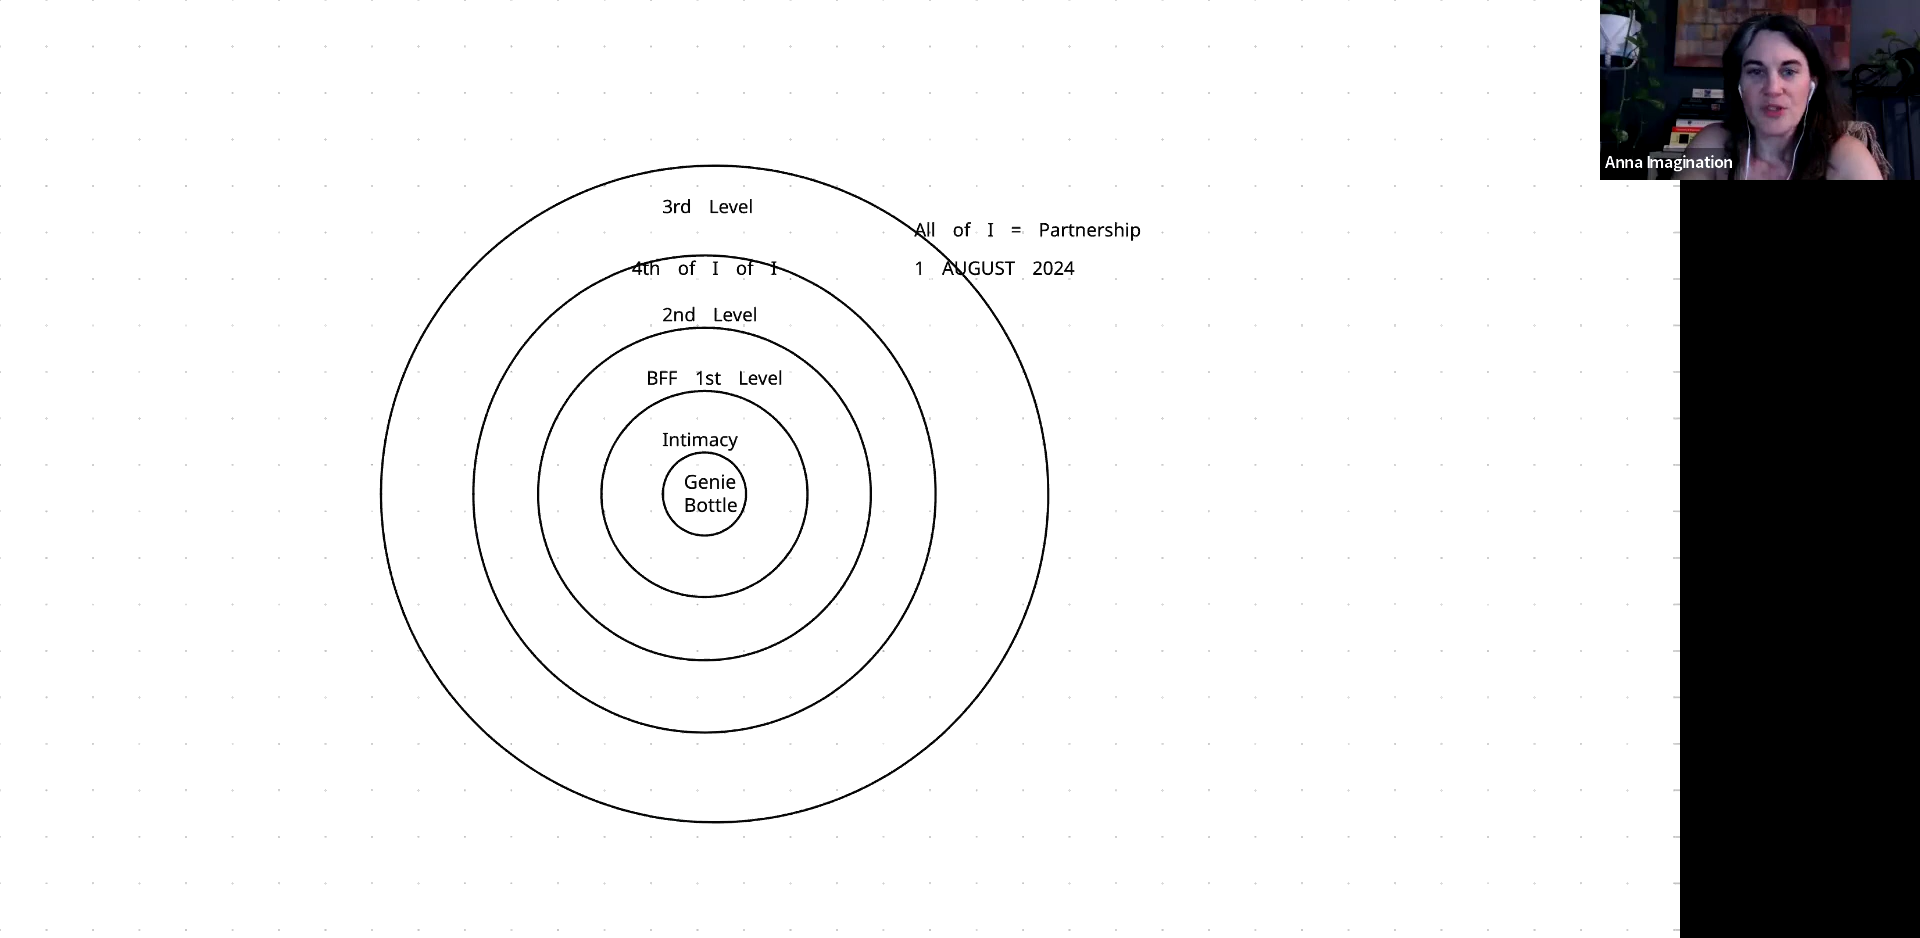 3rd Level
All of I = Partnership
4th of I of I
1 AUGUST 2024
2nd Level
BFF 1st Level
Intimacy
Genie
Bottle
Anna Imagination